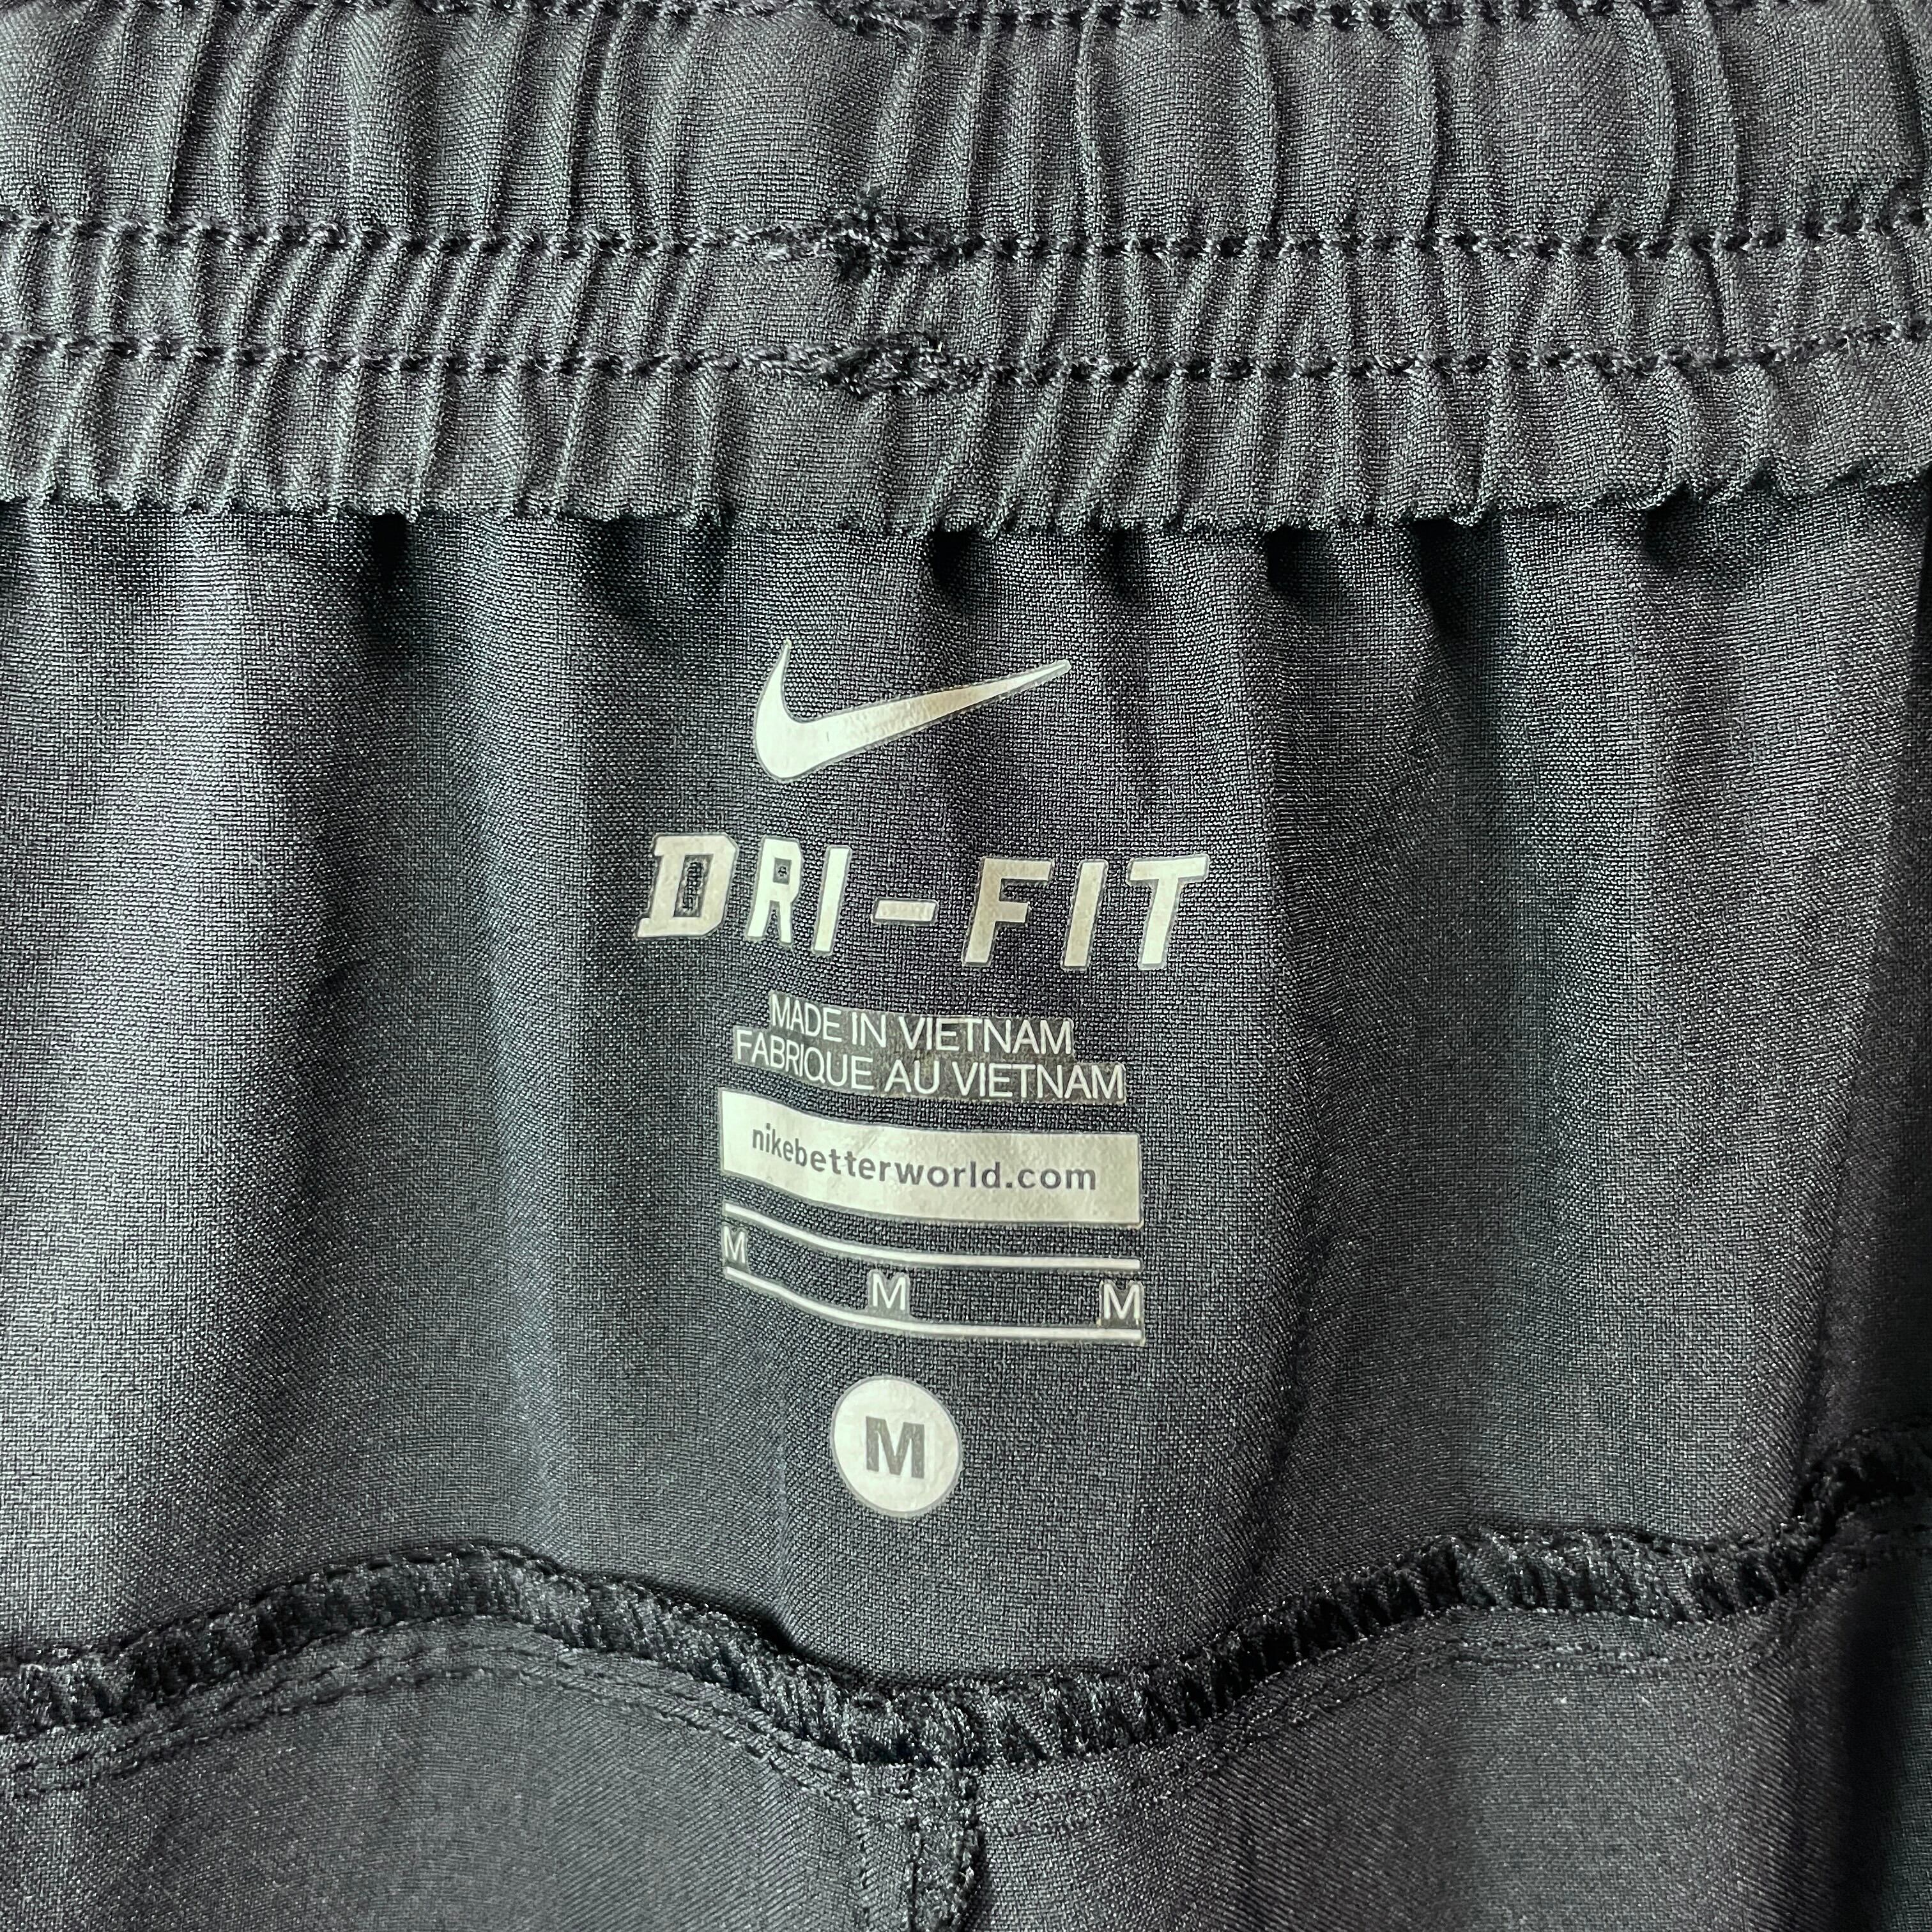 DRI-FIT
MADE IN VIETNAM
FABRIQUE AU VIETNAM
nikebetterworld.com
M M M
M